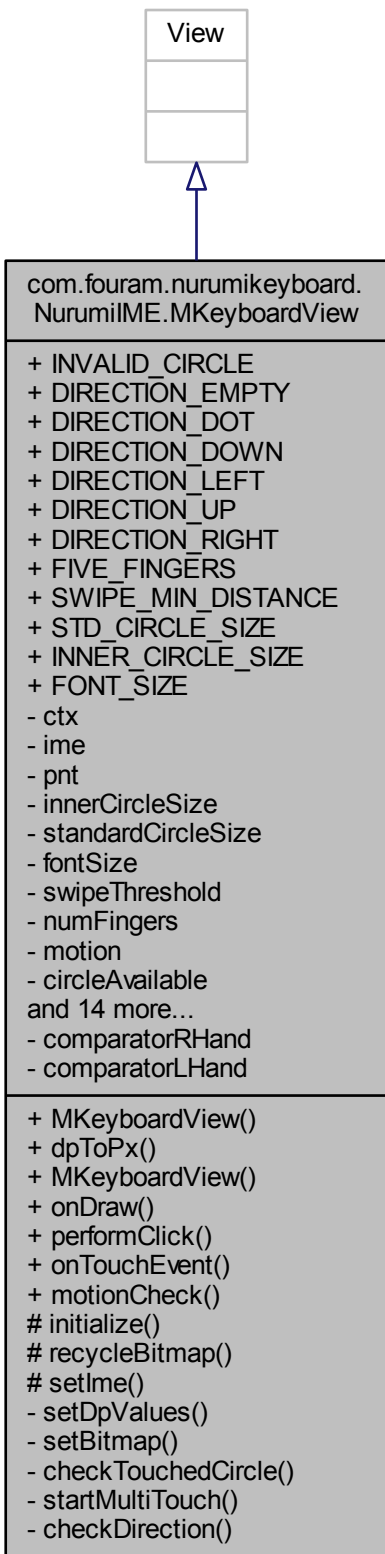 View
com.fouram.nurumikeyboard.
NurumiIME.MKeyboardView
+ INVALID_CIRCLE
+ DIRECTION_EMPTY
+ DIRECTION_DOT
+ DIRECTION_DOWN
+ DIRECTION_LEFT
+ DIRECTION_UP
+ DIRECTION_RIGHT
+ FIVE_FINGERS
+ SWIPE_MIN_DISTANCE
+ STD_CIRCLE_SIZE
+ INNER_CIRCLE_SIZE
+ FONT_SIZE
- ctx
- ime
- pnt
- innerCircleSize
- standardCircleSize
- fontSize
- swipeThreshold
- numFingers
- motion
- circleAvailable
and 14 more...
- comparatorRHand
- comparatorLHand
+ MKeyboardView()
+ dpToPx()
+ MKeyboardView()
+ onDraw()
+ performClick()
+ onTouchEvent()
+ motionCheck()
# initialize()
# recycleBitmap()
# setIme()
- setDpValues()
- setBitmap()
- checkTouchedCircle()
- startMultiTouch()
- checkDirection()